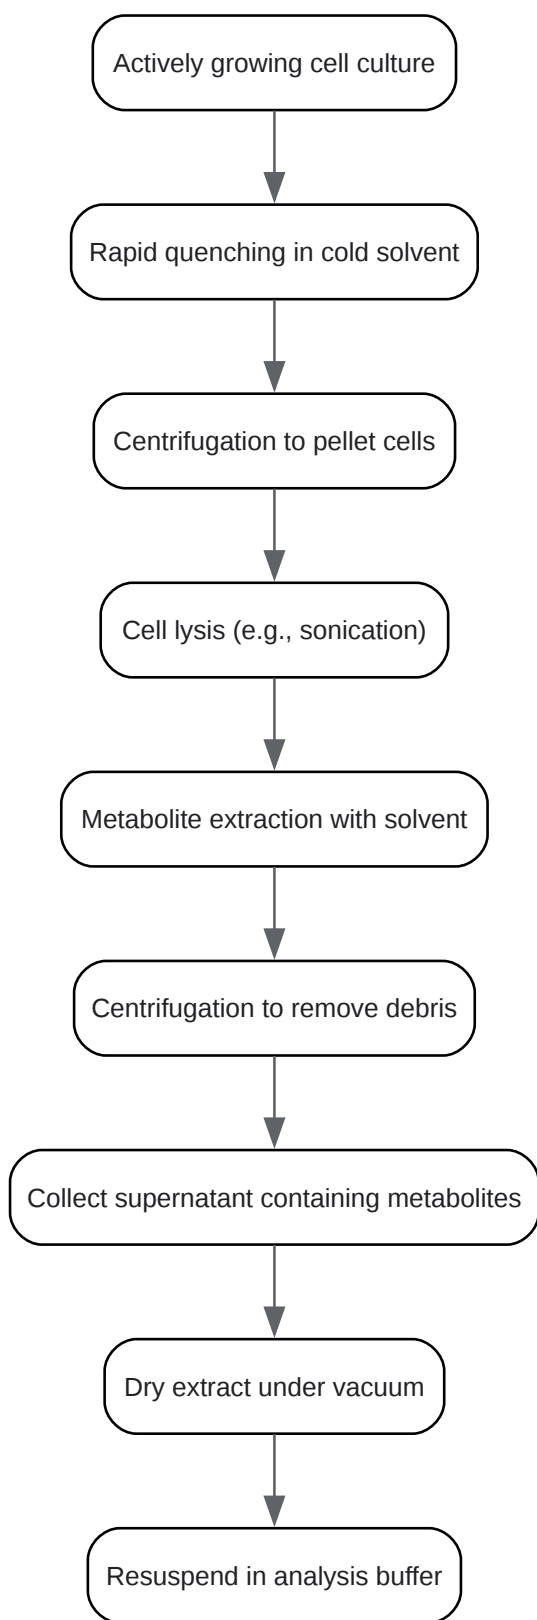 Actively growing cell culture
Rapid quenching in cold solvent
Centrifugation to pellet cells
Cell lysis (e.g., sonication)
Metabolite extraction with solvent
Centrifugation to remove debris
Collect supernatant containing metabolites
Dry extract under vacuum
Resuspend in analysis buffer